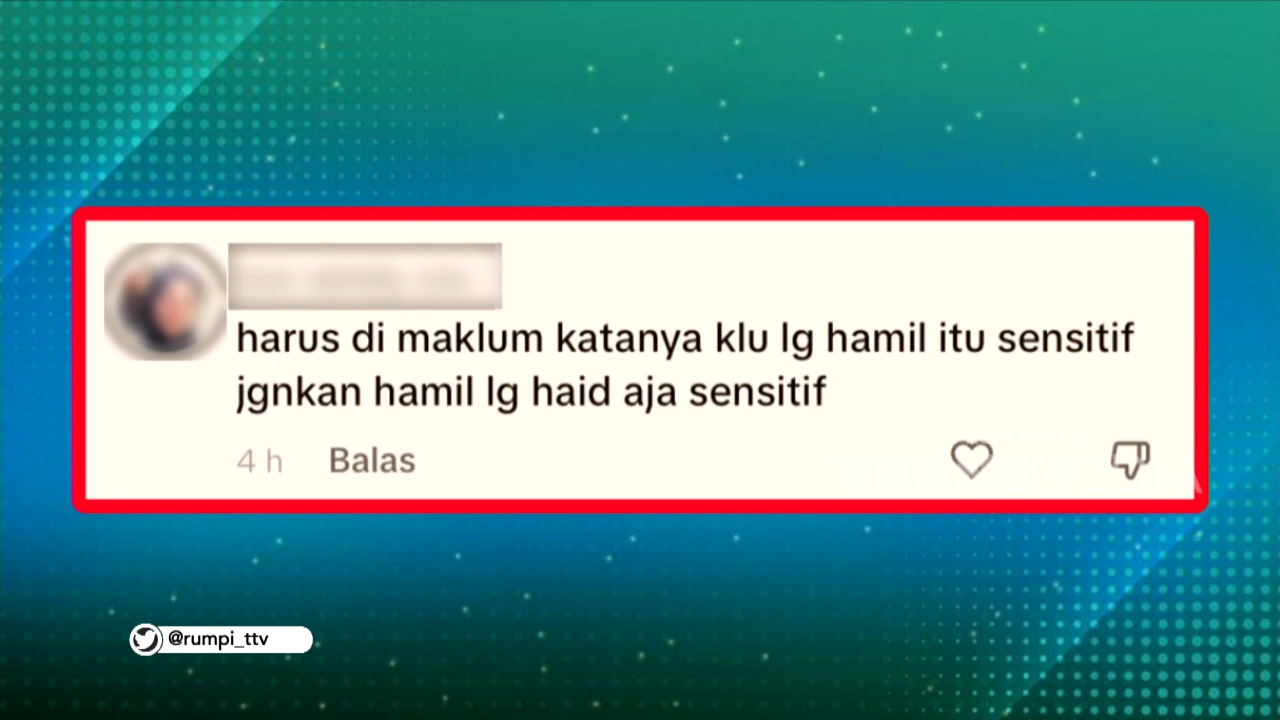 harus di maklum katanya klu lg hamil itu sensitif
jgnkan hamil lg haid aja sensitif
4 h Balas
@rumpi_ttv